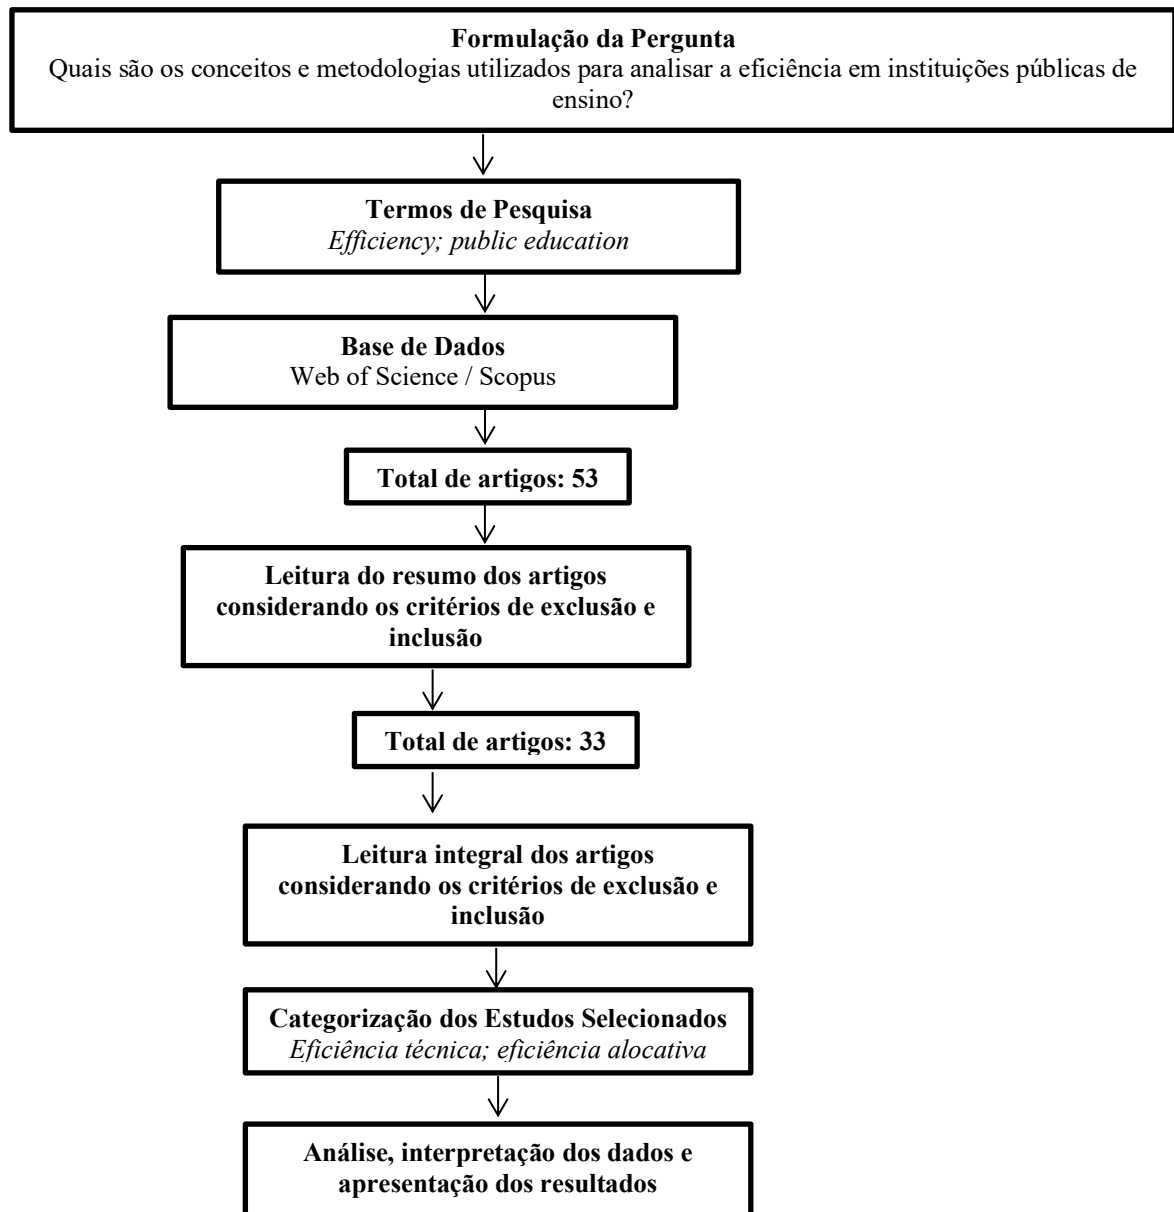 Formulação da Pergunta
Quais são os conceitos e metodologias utilizados para analisar a eficiência em instituições públicas de
ensino?
Termos de Pesquisa
Efficiency; public education
Base de Dados
Web of Science / Scopus
Total de artigos: 53
Leitura do resumo dos artigos
considerando os critérios de exclusão e
inclusão
Total de artigos: 33
Leitura integral dos artigos
considerando os critérios de exclusão e
inclusão
Categorização dos Estudos Selecionados
Eficiência técnica; eficiência alocativa
Análise, interpretação dos dados e
apresentação dos resultados